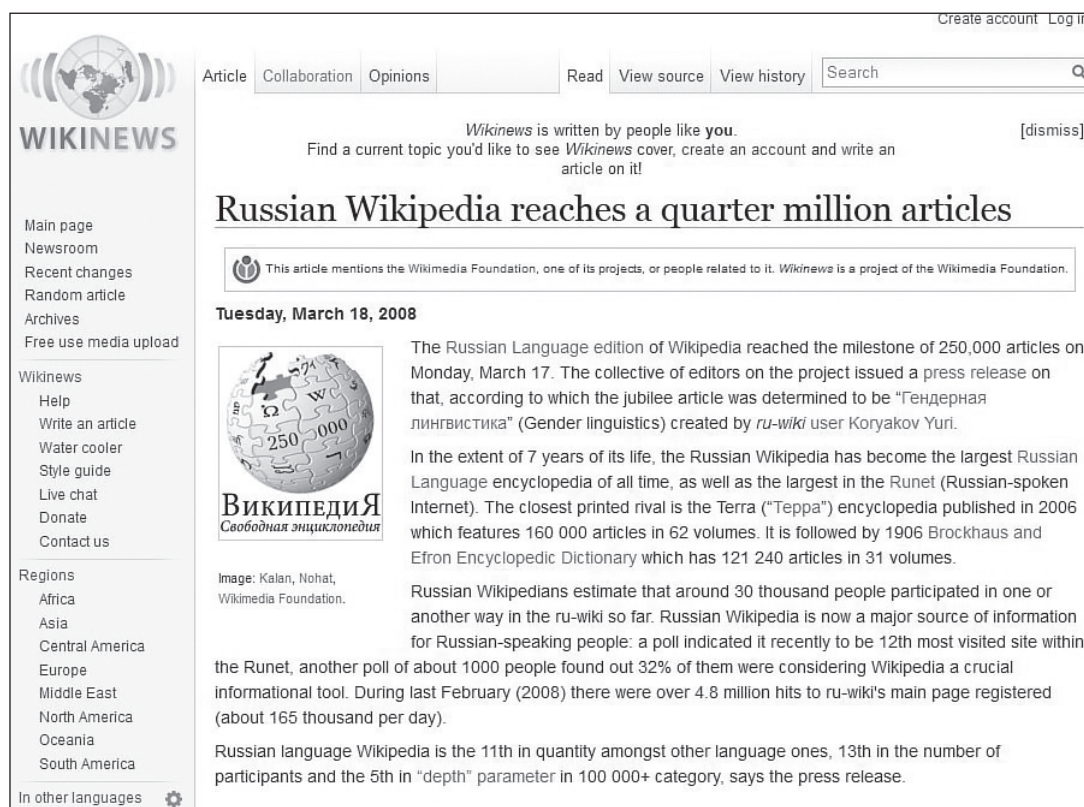 Create account Log in
WIKINEWS
Article Collaboration Opinions Read View source View history Search
Wikinews is written by people like you. [dismiss]
Find a current topic you'd like to see Wikinews cover, create an account and write an
article on it!
Russian Wikipedia reaches a quarter million articles
This article mentions the Wikimedia Foundation, one of its projects, or people related to it. Wikinews is a project of the Wikimedia Foundation.
Main page
Newsroom
Recent changes
Random article
Archives
Free use media upload
Wikinews
Help
Write an article
Water cooler
Style guide
Live chat
Donate
Contact us
Regions
Africa
Asia
Central America
Europe
Middle East
North America
Oceania
South America
In other languages
Tuesday, March 18, 2008
Ω W И
250 000
ВикипедиЯ
Свободная энциклопедия
Image: Kalan, Nohat,
Wikimedia Foundation.
The Russian Language edition of Wikipedia reached the milestone of 250,000 articles on
Monday, March 17. The collective of editors on the project issued a press release on
that, according to which the jubilee article was determined to be “Гендерная
лингвистика” (Gender linguistics) created by ru-wiki user Koryakov Yuri.
In the extent of 7 years of its life, the Russian Wikipedia has become the largest Russian
Language encyclopedia of all time, as well as the largest in the Runet (Russian-spoken
Internet). The closest printed rival is the Terra (“Терра”) encyclopedia published in 2006
which features 160 000 articles in 62 volumes. It is followed by 1906 Brockhaus and
Efron Encyclopedic Dictionary which has 121 240 articles in 31 volumes.
Russian Wikipedians estimate that around 30 thousand people participated in one or
another way in the ru-wiki so far. Russian Wikipedia is now a major source of information
for Russian-speaking people: a poll indicated it recently to be 12th most visited site within
the Runet, another poll of about 1000 people found out 32% of them were considering Wikipedia a crucial
informational tool. During last February (2008) there were over 4.8 million hits to ru-wiki's main page registered
(about 165 thousand per day).
Russian language Wikipedia is the 11th in quantity amongst other language ones, 13th in the number of
participants and the 5th in “depth” parameter in 100 000+ category, says the press release.